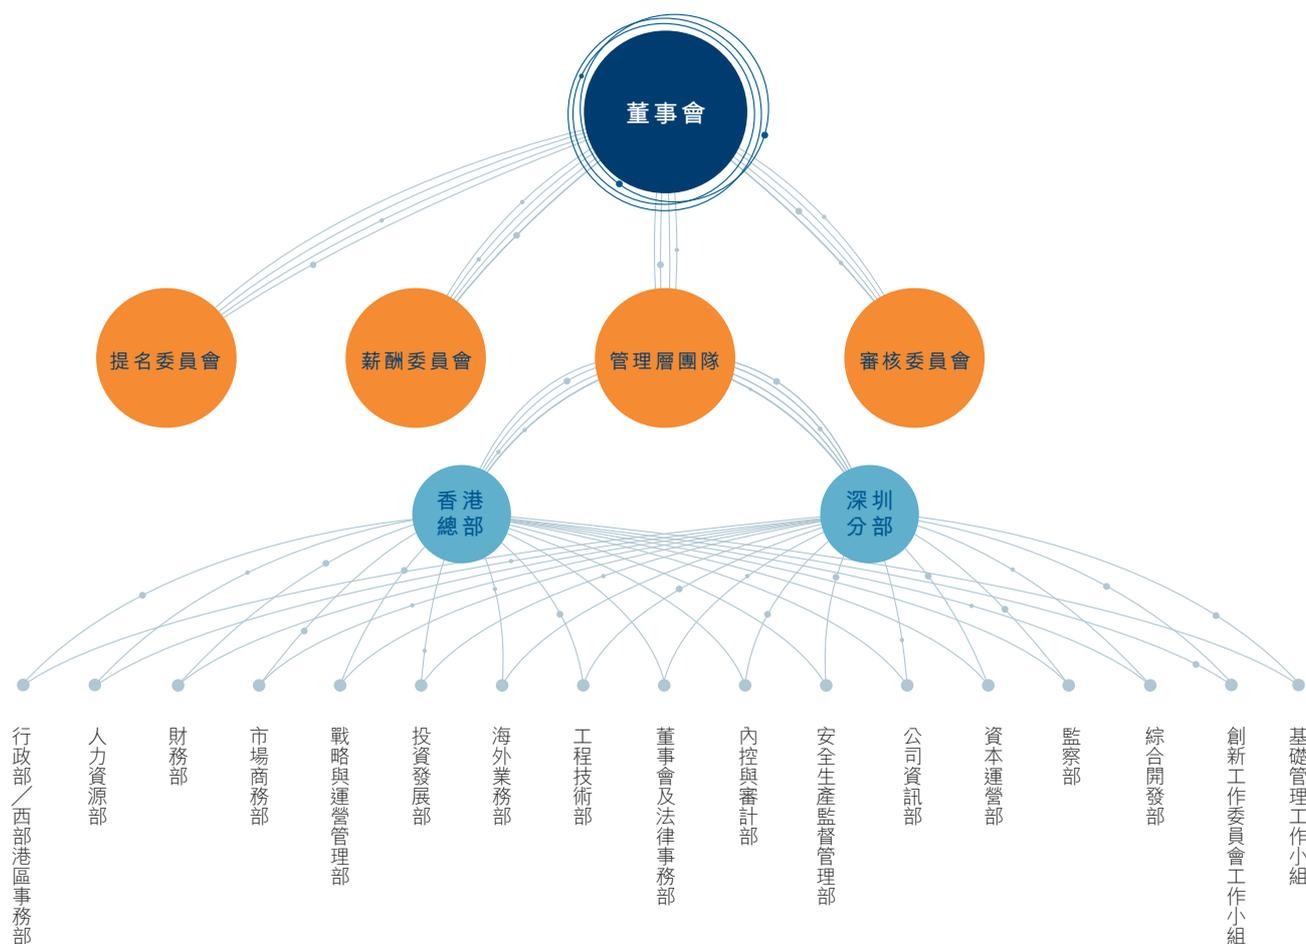 董事會
提名委員會
薪酬委員會
管理層團隊
審核委員會
香港
總部
深圳
分部
行政部／西部港區事務部
人力資源部
財務部
市場商務部
戰略與運營管理部
投資發展部
海外業務部
工程技術部
董事會及法律事務部
內控與審計部
安全生產監督管理部
公司資訊部
資本運營部
監察部
綜合開發部
創新工作委員會工作小組
基礎管理工作小組